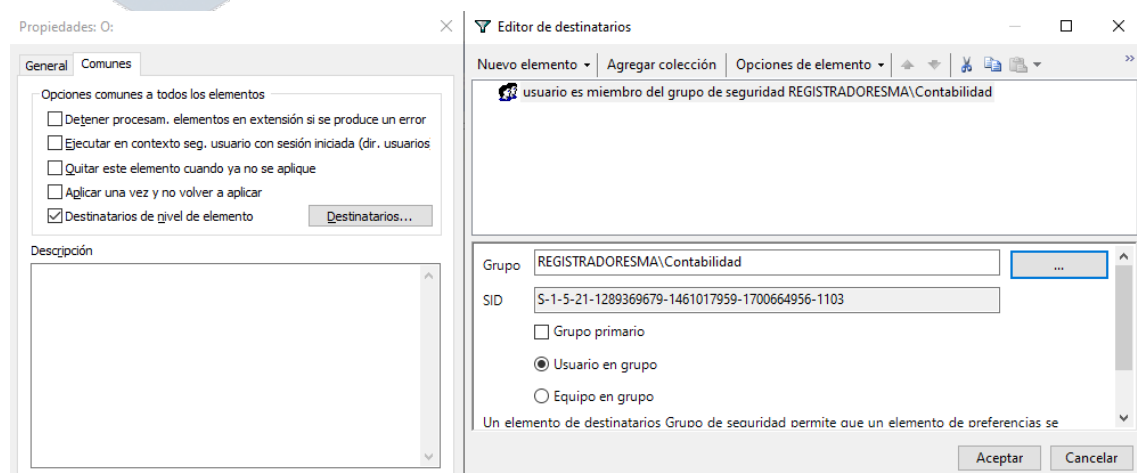 Propiedades: O:
General
Comunes
Opciones comunes a todos los elementos
Detener procesam. elementos en extensión si se produce un error
Ejecutar en contexto seg. usuario con sesión iniciada (dir. usuarios
Quitar este elemento cuando ya no se aplique
Aplicar una vez y no volver a aplicar
Destinatarios de nivel de elemento
Destinatarios...
Descripción
Editor de destinatarios
Nuevo elemento
Agregar colección
Opciones de elemento
usuario es miembro del grupo de seguridad REGISTRADORESMA\Contabilidad
Grupo
REGISTRADORESMA\Contabilidad
...
SID
S-1-5-21-1289369679-1461017959-1700664956-1103
Grupo primario
Usuario en grupo
Equipo en grupo
Un elemento de destinatarios Grupo de seguridad permite que un elemento de preferencias se
Aceptar
Cancelar